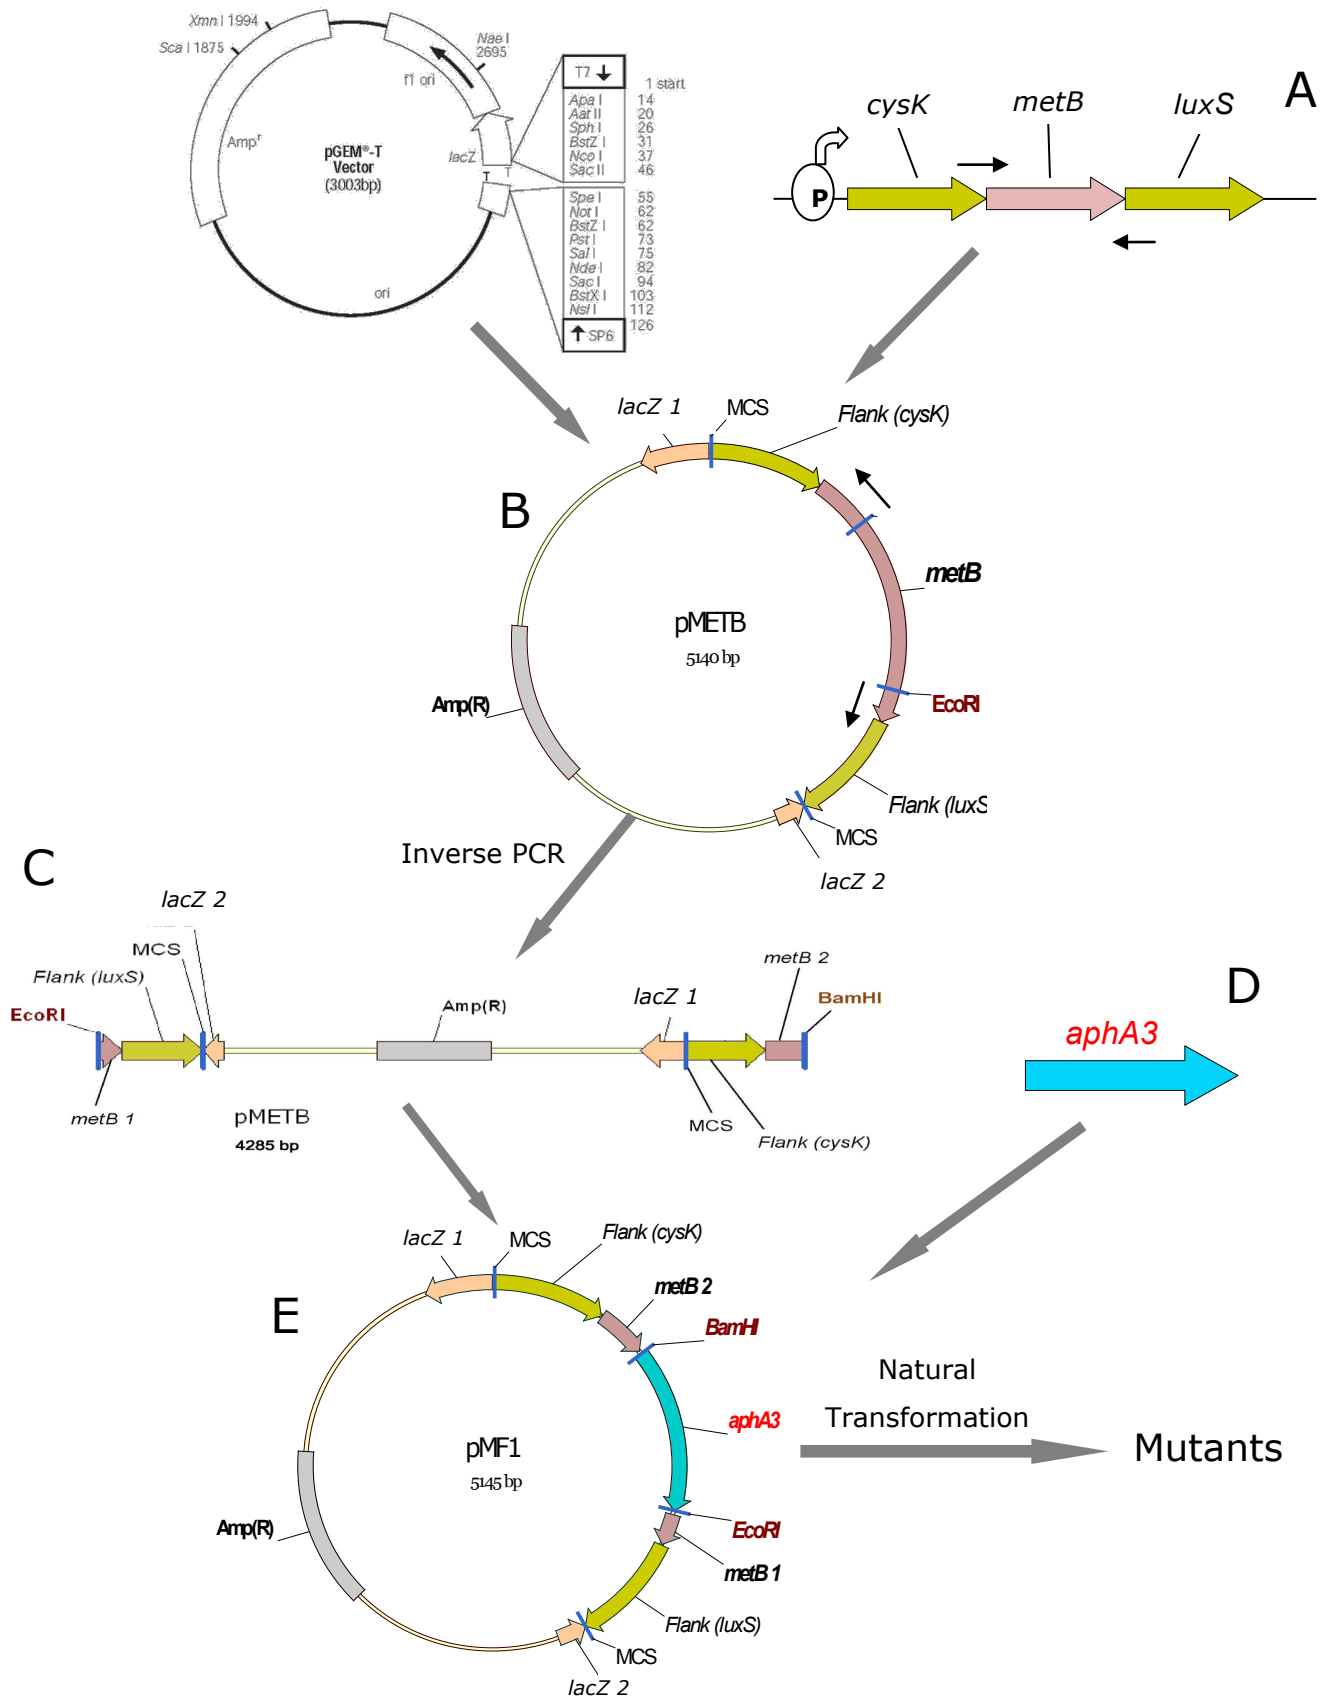 Xmn I 1994
Sca I 1875
Nae I
2695
f1 ori
T7
1 start
Apa I 14
Aat II 20
Sph I 26
BstZ I 31
Nco I 37
Sac II 46
Amp r
pGEM®-T
Vector
(3003bp)
lacZ
T T
Spe I 55
Not I 62
BstZ I 62
Pst I 73
Sal I 75
Nde I 82
Sac I 94
BstX I 103
Nsi I 112
126
SP6
ori
A
cysK metB luxS
P
lacZ 1
MCS
Flank (cysK)
B
metB
pMETB
5140 bp
Amp(R)
EcoRI
Flank (luxS
MCS
lacZ 2
Inverse PCR
C
lacZ 2
MCS
Flank (luxS)
EcoRI
metB 1
Amp(R)
lacZ 1
metB 2
BamHI
pMETB
4285 bp
MCS
Flank (cysK)
D
aphA3
lacZ 1
MCS
Flank (cysK)
metB 2
BamHI
E
aphA3
pMF1
5145 bp
Amp(R)
EcoRI
metB 1
Flank (luxS)
MCS
lacZ 2
Natural
Transformation
Mutants